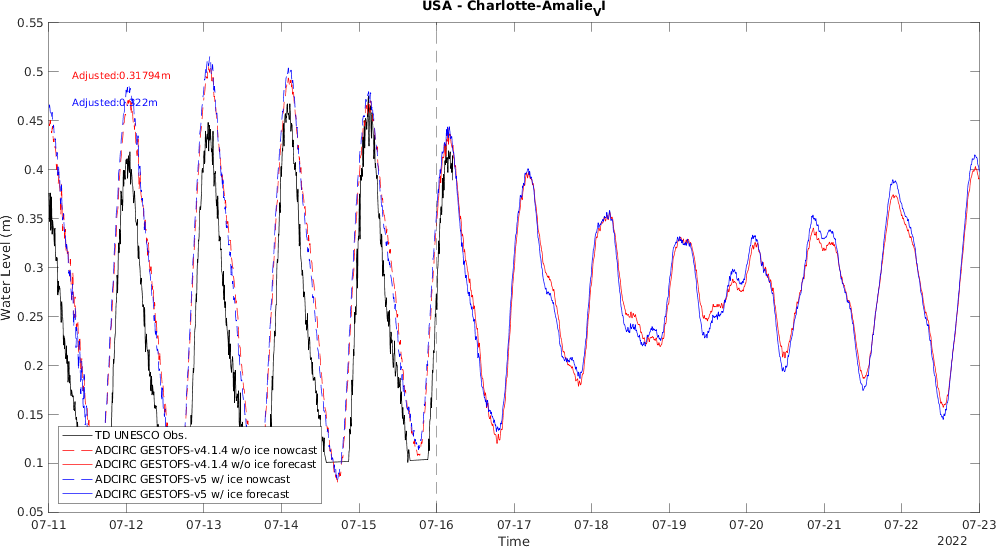 USA - Charlotte-Amalie_VI
0.55
0.5
0.45
0.4
0.35
0.3
0.25
0.2
0.15
0.1
0.05
Water Level (m)
Adjusted:0.31794m
Adjusted:0.322m
TD UNESCO Obs.
ADCIRC GESTOFS-v4.1.4 w/o ice nowcast
ADCIRC GESTOFS-v4.1.4 w/o ice forecast
ADCIRC GESTOFS-v5 w/ ice nowcast
ADCIRC GESTOFS-v5 w/ ice forecast
07-11 07-12 07-13 07-14 07-15 07-16 07-17 07-18 07-19 07-20 07-21 07-22 07-23
Time
2022